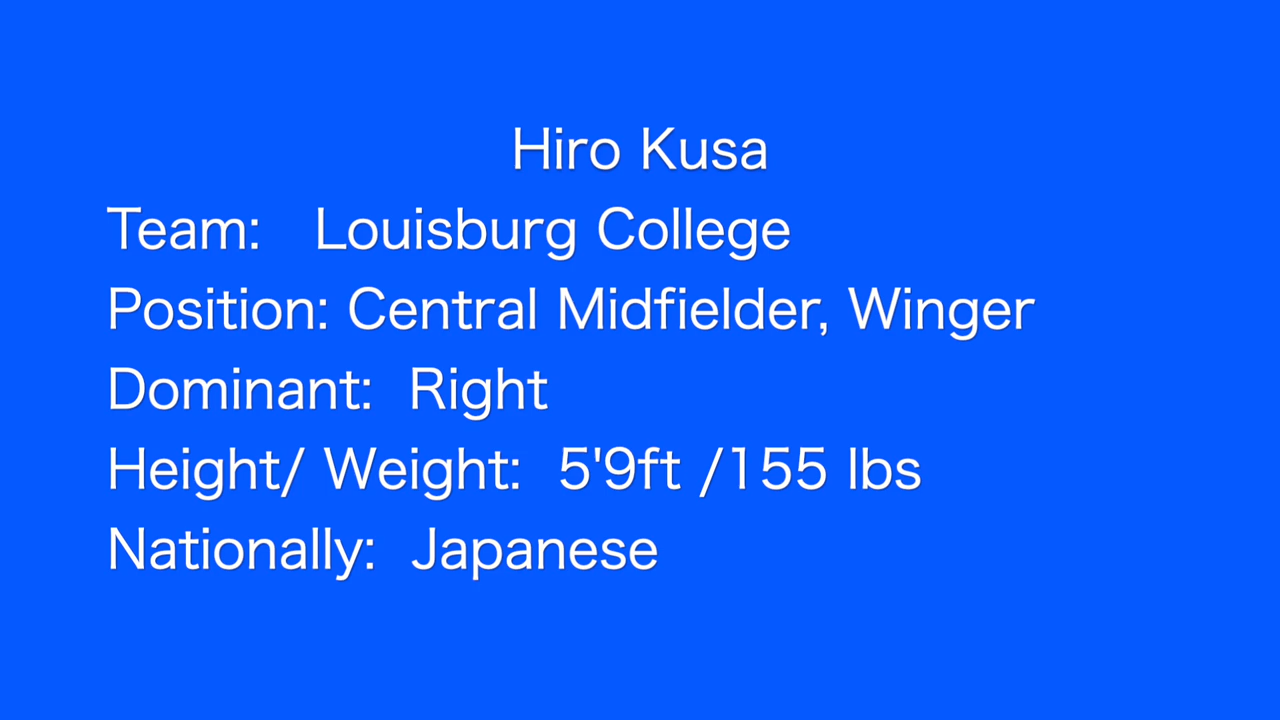 Hiro Kusa
Team: Louisburg College
Position: Central Midfielder, Winger
Dominant: Right
Height/ Weight: 5'9ft /155 lbs
Nationally: Japanese